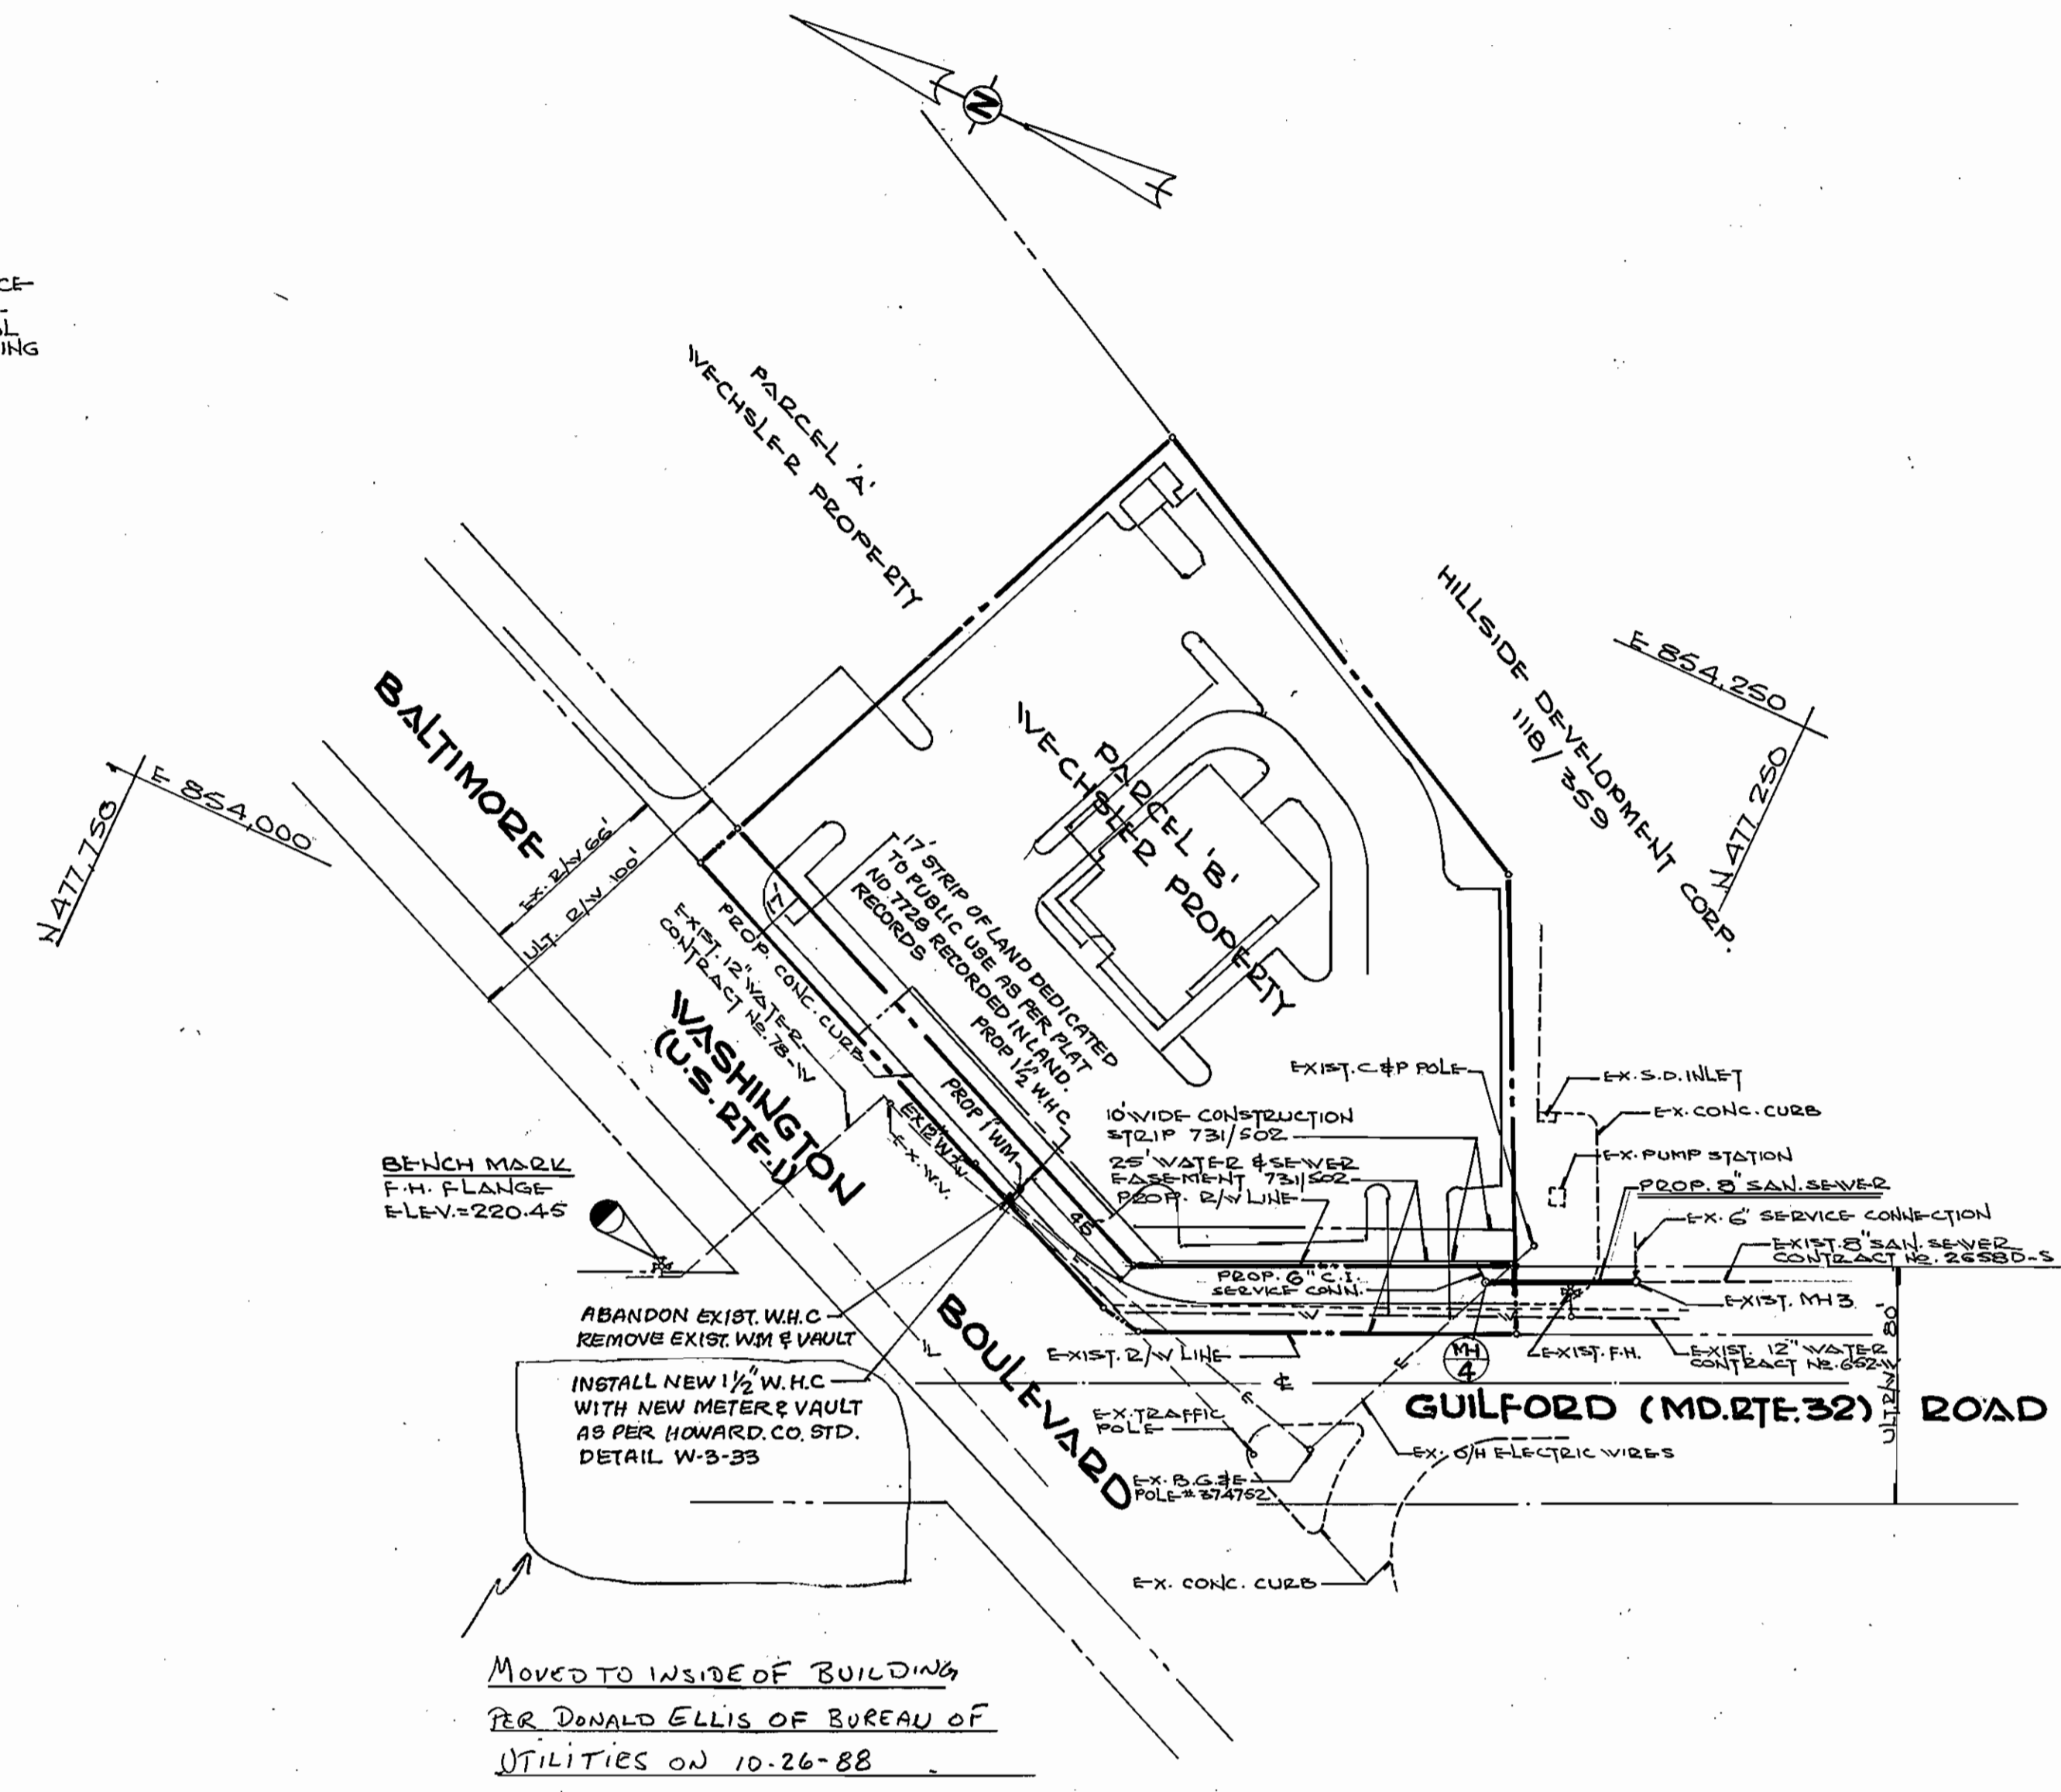 N
CE
AL
ING
PARCEL 'A'
WECHSLER PROPERTY
HILLSIDE DEVELOPMENT CORP.
1118/359
E 854,250
N 477,250
BALTIMORE
E 854,000
N 477,750
EX. R/W 66'
ULT. R/W 100'
PARCEL 'B'
WECHSLER PROPERTY
17'
17' STRIP OF LAND DEDICATED
TO PUBLIC USE AS PER PLAT
NO. 7728 RECORDED IN LAND.
RECORDS
PROP 1½" W.H.C
PROP. CONC. CURB
EXIST. 12" WATER
CONTRACT No. 78-W
WASHINGTON
(U.S. RTE. 1)
PROP 1" WM
EX 12" W
E-X. W.V.
45
EXIST. C & P POLE
EX. S.D. INLET
EX. CONC. CURB
10' WIDE CONSTRUCTION
STRIP 731/502
25' WATER & SEWER
EASEMENT 731/502
PROP. R/W LINE
EX. PUMP STATION
PROP. 8" SAN. SEWER
EX. 6" SERVICE CONNECTION
EXIST. 8" SAN. SEWER
CONTRACT No. 2658D-S
BENCH MARK
F.H. FLANGE
ELEV.=220.45
PROP. 6" C.I.
SERVICE CONN.
EXIST. MH 3
ABANDON EXIST. W.H.C
REMOVE EXIST. WM & VAULT
EXIST. R/W LINE
MH
4
EXIST. F.H.
EXIST. 12" WATER
CONTRACT No. 652-W
ULT. R/W 80'
INSTALL NEW 1½" W.H.C
WITH NEW METER & VAULT
AS PER HOWARD. CO. STD.
DETAIL W-3-33
BOULEVARD
GUILFORD (MD. RTE. 32) ROAD
EX. TRAFFIC
POLE
EX. O/H ELECTRIC WIRES
EX. B.G.&E
POLE # 374752
EX. CONC. CURB
MOVED TO INSIDE OF BUILDING
PER DONALD ELLIS OF BUREAU OF
UTILITIES ON 10-26-88